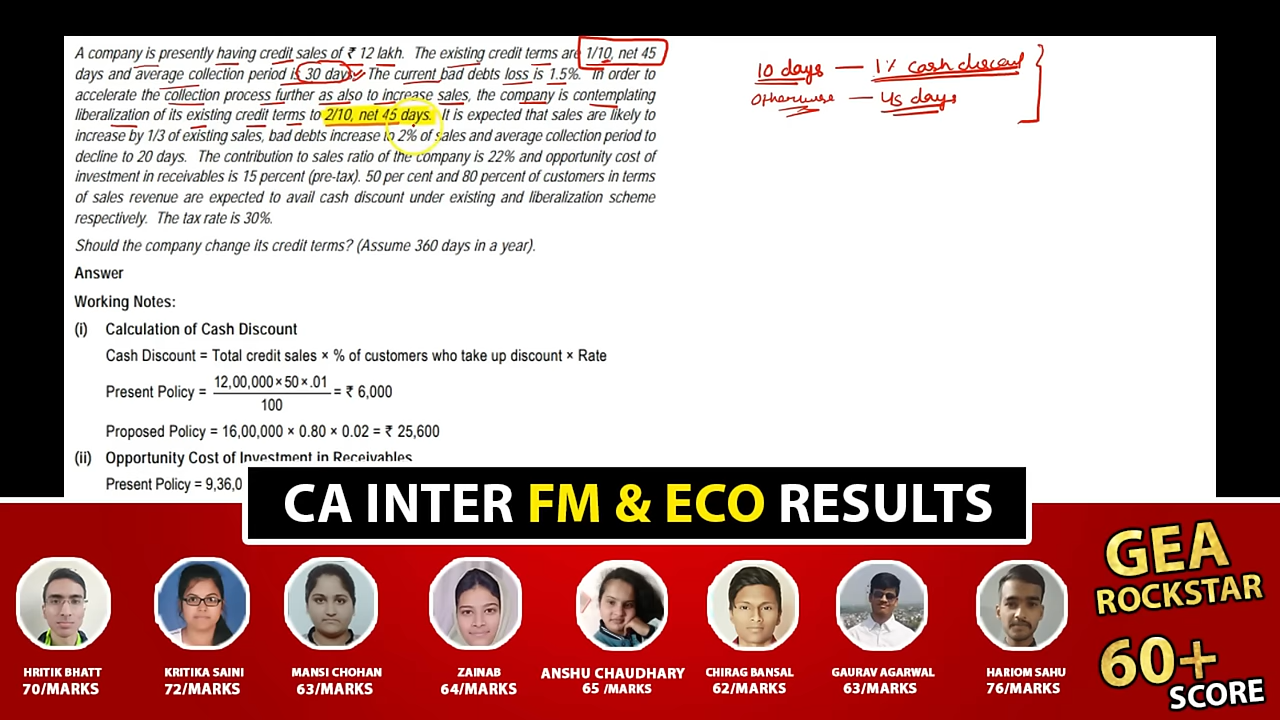 A company is presently having credit sales of ₹ 12 lakh. The existing credit terms are 1/10, net 45
days and average collection period is 30 days. The current bad debts loss is 1.5%. In order to
accelerate the collection process further as also to increase sales, the company is contemplating
liberalization of its existing credit terms to 2/10, net 45 days. It is expected that sales are likely to
increase by 1/3 of existing sales, bad debts increase to 2% of sales and average collection period to
decline to 20 days. The contribution to sales ratio of the company is 22% and opportunity cost of
investment in receivables is 15 percent (pre-tax). 50 per cent and 80 percent of customers in terms
of sales revenue are expected to avail cash discount under existing and liberalization scheme
respectively. The tax rate is 30%.
Should the company change its credit terms? (Assume 360 days in a year).
10 days — 1% cash discount
Otherwise — 45 days
Answer
Working Notes:
(i) Calculation of Cash Discount
Cash Discount = Total credit sales × % of customers who take up discount × Rate
Present Policy = 12,00,000×50×.01 / 100 = ₹ 6,000
Proposed Policy = 16,00,000 × 0.80 × 0.02 = ₹ 25,600
(ii) Opportunity Cost of Investment in Receivables
Present Policy = 9,36,0
CA INTER FM & ECO RESULTS
GEA
ROCKSTAR
60+
SCORE
HRITIK BHATT
70/MARKS
KRITIKA SAINI
72/MARKS
MANSI CHOHAN
63/MARKS
ZAINAB
64/MARKS
ANSHU CHAUDHARY
65 /MARKS
CHIRAG BANSAL
62/MARKS
GAURAV AGARWAL
63/MARKS
HARIOM SAHU
76/MARKS